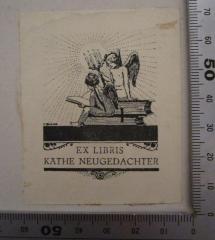 EX LIBRIS
KATHE NEUGEDACHTER